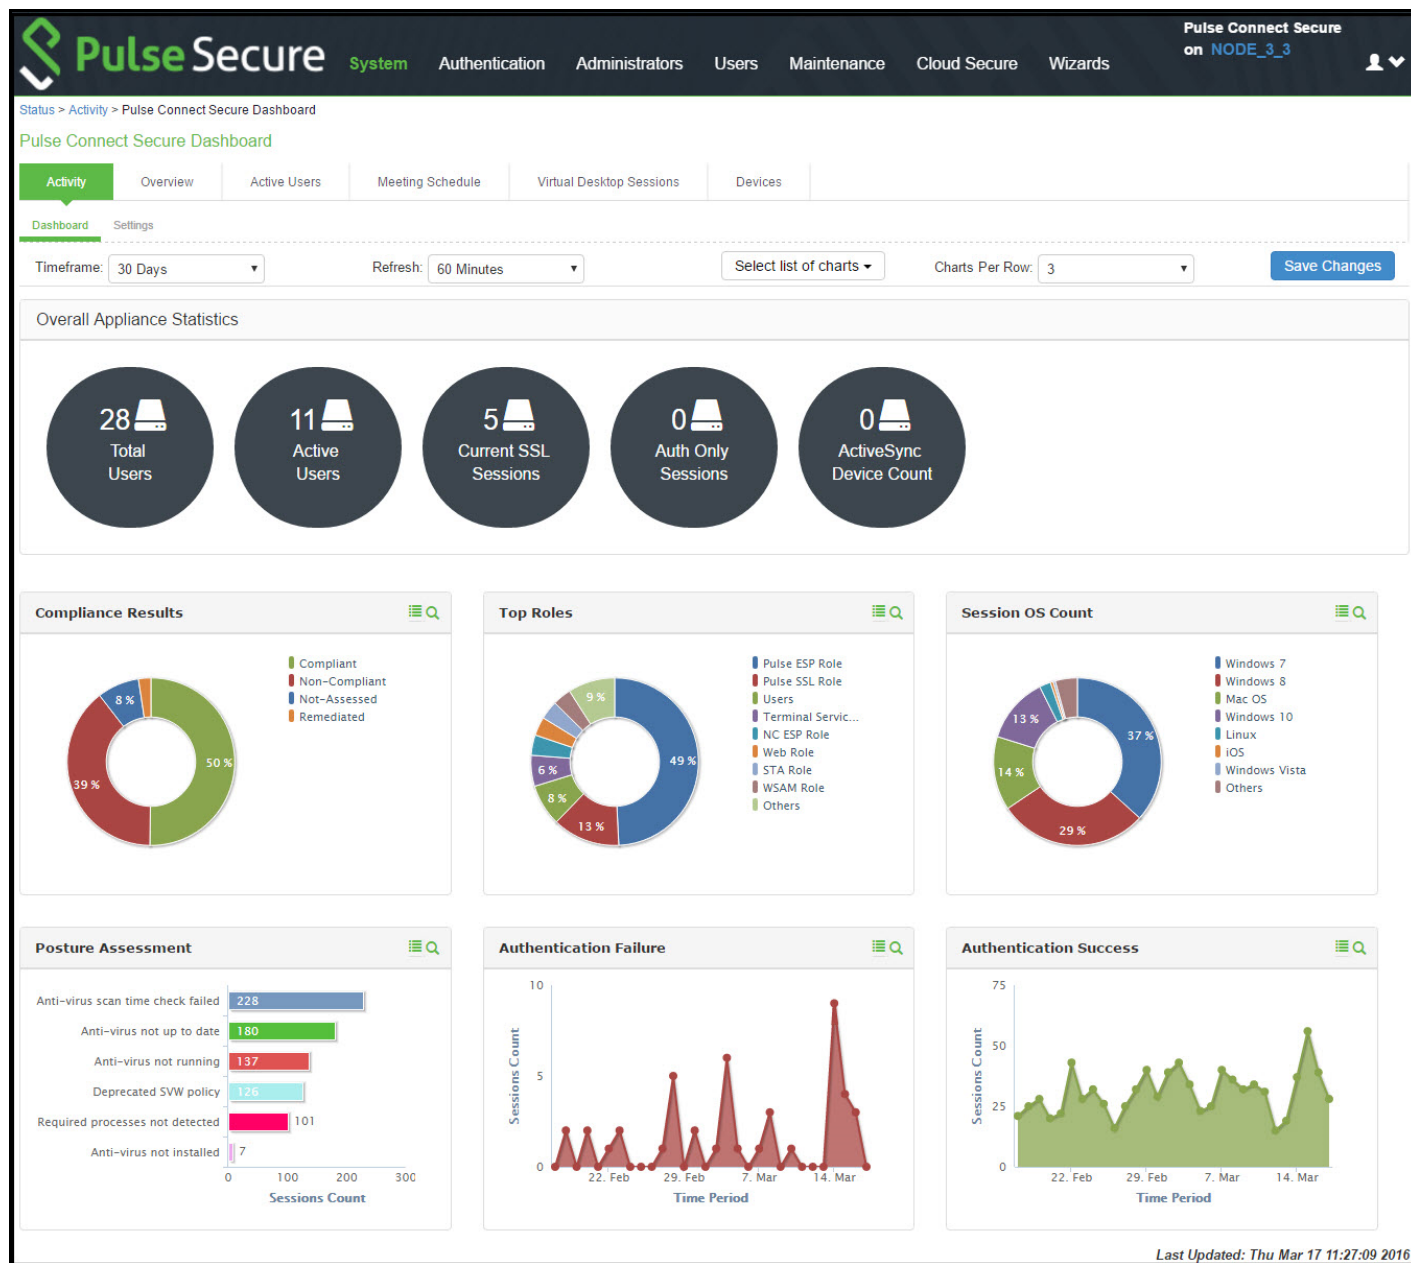 Pulse Secure
System Authentication Administrators Users Maintenance Cloud Secure Wizards
Pulse Connect Secure
on NODE_3_3
Status > Activity > Pulse Connect Secure Dashboard
Pulse Connect Secure Dashboard
Activity Overview Active Users Meeting Schedule Virtual Desktop Sessions Devices
Dashboard Settings
Timeframe: 30 Days Refresh: 60 Minutes Select list of charts Charts Per Row: 3 Save Changes
Overall Appliance Statistics
28
Total
Users
11
Active
Users
5
Current SSL
Sessions
0
Auth Only
Sessions
0
ActiveSync
Device Count
Compliance Results
Compliant
Non-Compliant
Not-Assessed
Remediated
8 %
50 %
39 %
Top Roles
Pulse ESP Role
Pulse SSL Role
Users
Terminal Servic...
NC ESP Role
Web Role
STA Role
WSAM Role
Others
9 %
49 %
6 %
8 %
13 %
Session OS Count
Windows 7
Windows 8
Mac OS
Windows 10
Linux
iOS
Windows Vista
Others
13 %
37 %
14 %
29 %
Posture Assessment
Anti-virus scan time check failed 228
Anti-virus not up to date 180
Anti-virus not running 137
Deprecated SVW policy 126
Required processes not detected 101
Anti-virus not installed 7
0 100 200 300
Sessions Count
Authentication Failure
10
5
0
Sessions Count
22. Feb 29. Feb 7. Mar 14. Mar
Time Period
Authentication Success
75
50
25
0
Sessions Count
22. Feb 29. Feb 7. Mar 14. Mar
Time Period
Last Updated: Thu Mar 17 11:27:09 2016